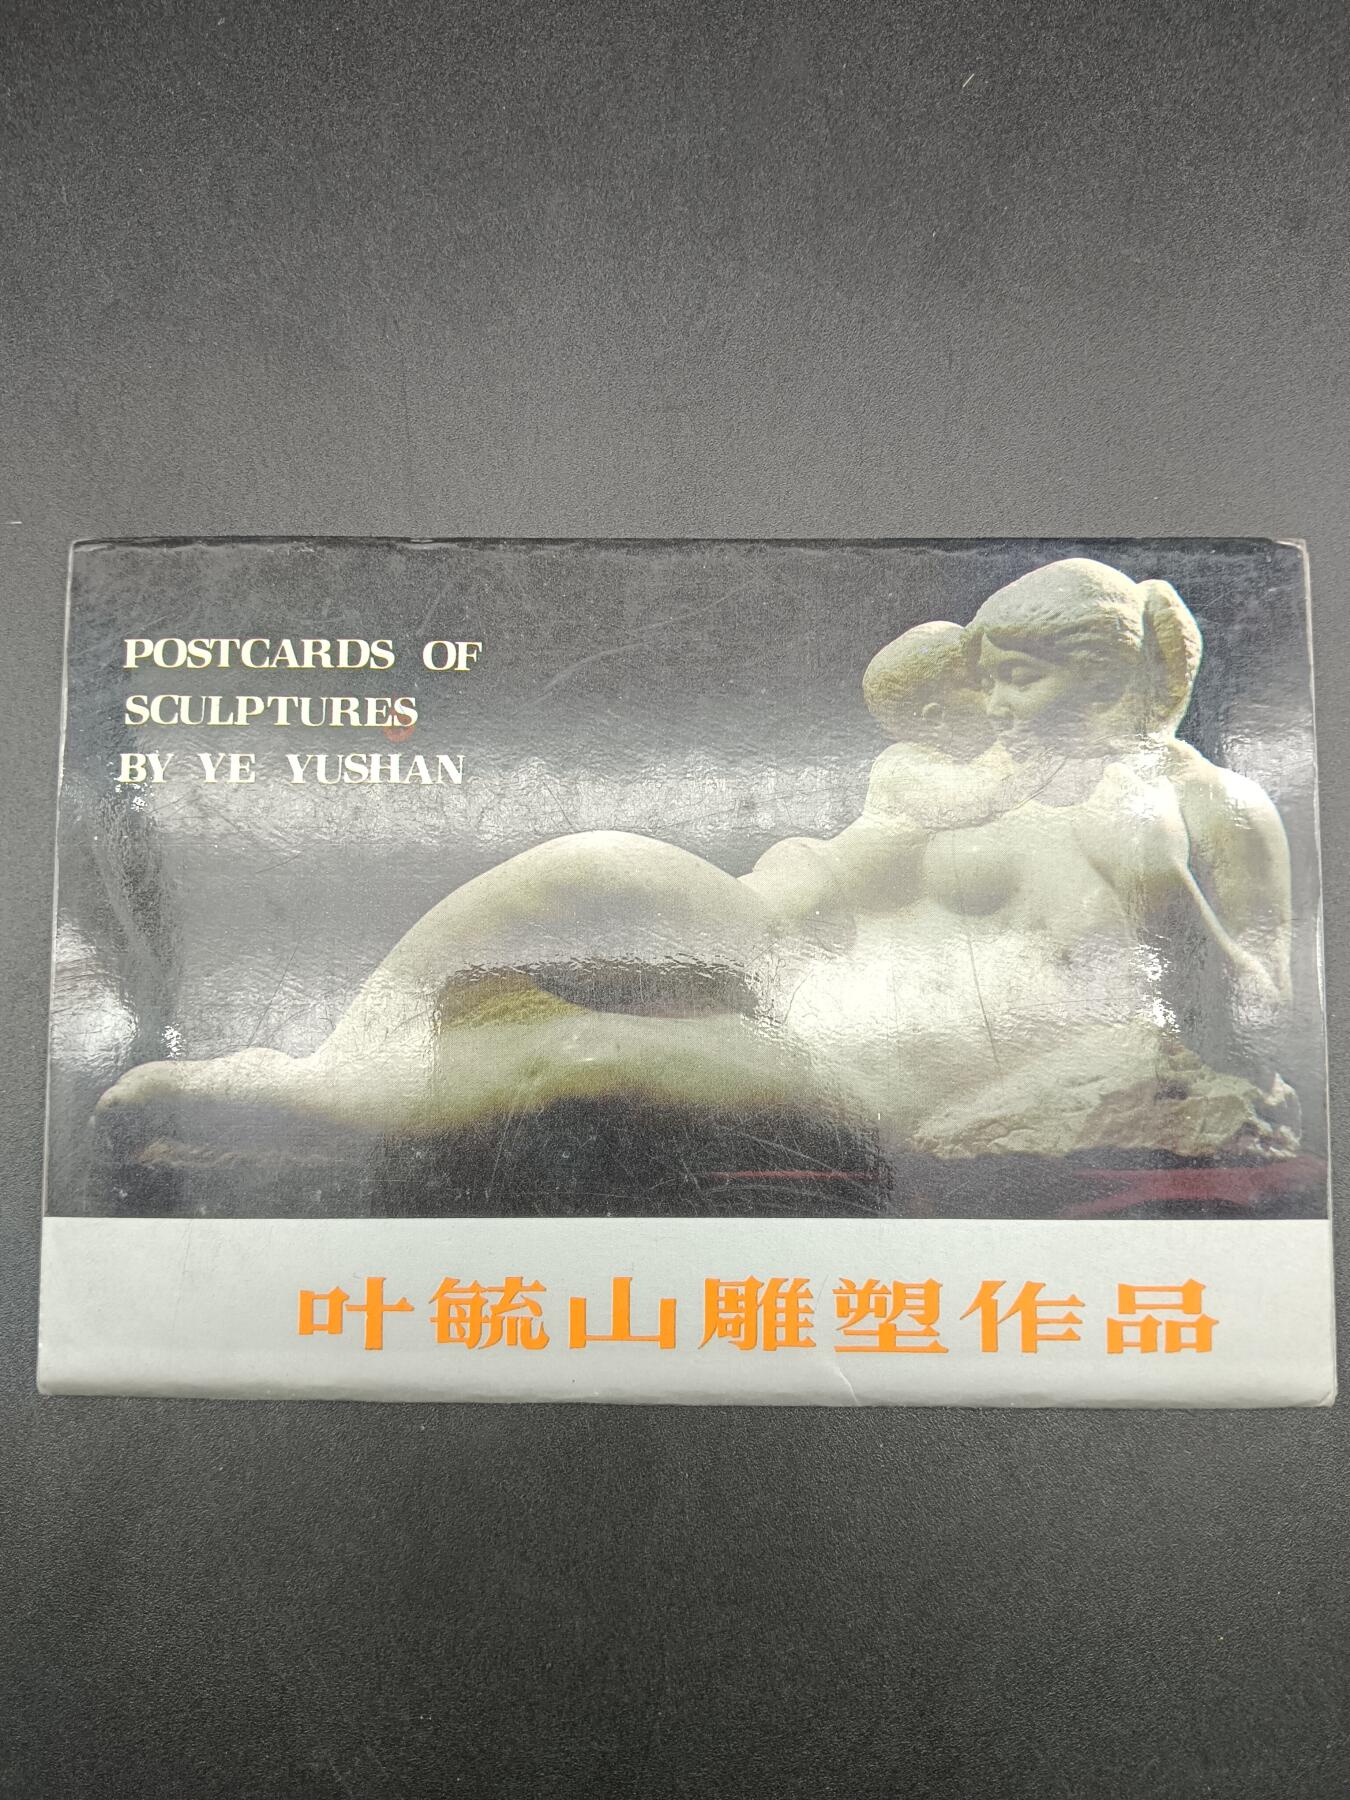 POSTCARDS OF
SCULPTURES
BY YE YUSHAN
叶毓山雕塑作品